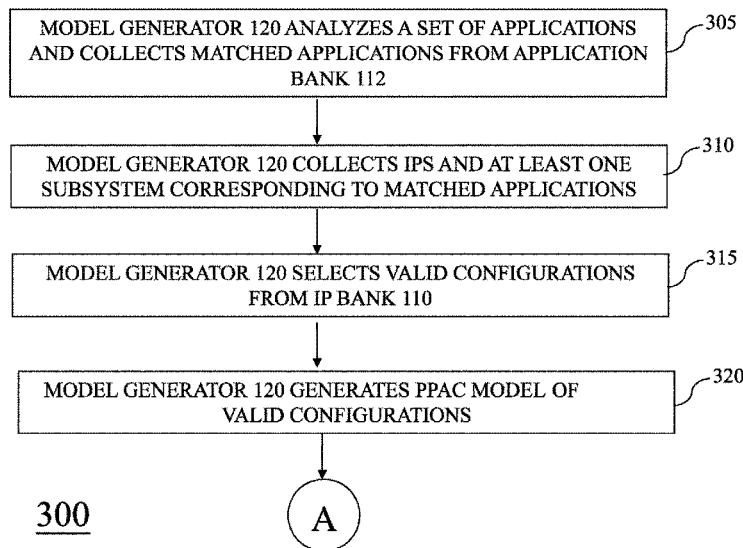 MODEL GENERATOR 120 ANALYZES A SET OF APPLICATIONS
AND COLLECTS MATCHED APPLICATIONS FROM APPLICATION
BANK 112
305
MODEL GENERATOR 120 COLLECTS IPS AND AT LEAST ONE
SUBSYSTEM CORRESPONDING TO MATCHED APPLICATIONS
310
MODEL GENERATOR 120 SELECTS VALID CONFIGURATIONS
FROM IP BANK 110
315
MODEL GENERATOR 120 GENERATES PPAC MODEL OF
VALID CONFIGURATIONS
320
A
300